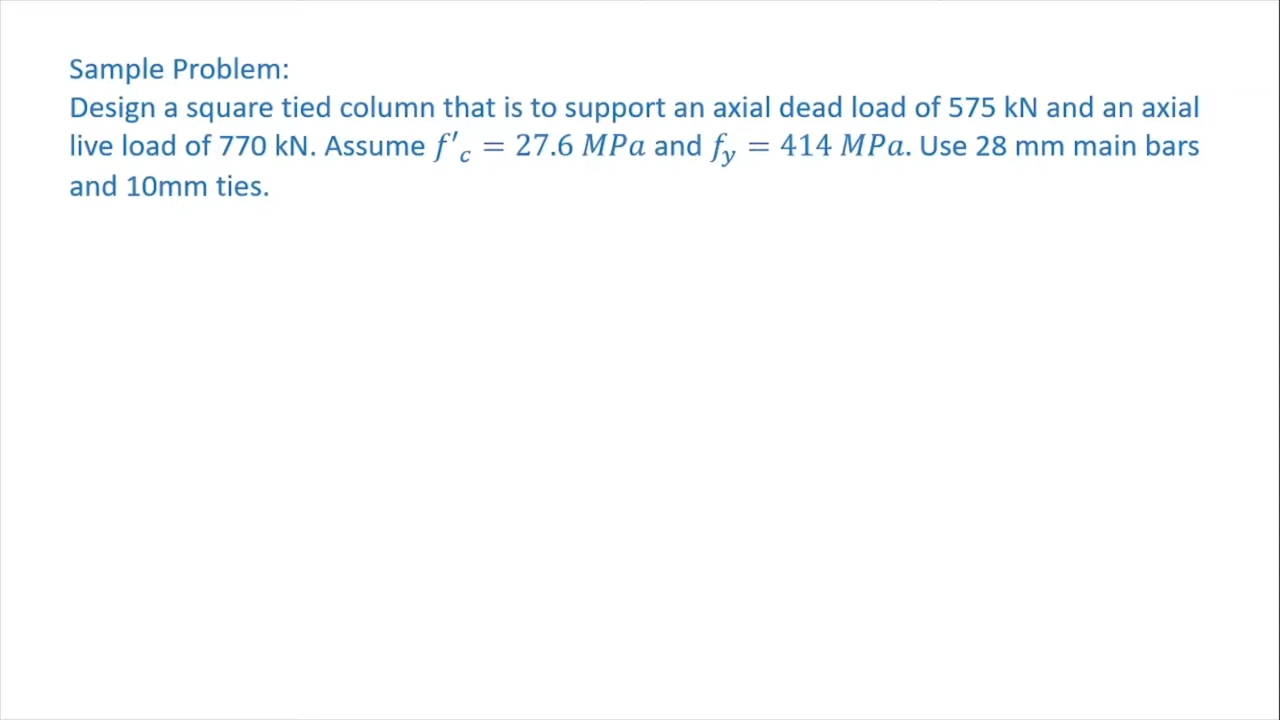 Sample Problem:
Design a square tied column that is to support an axial dead load of 575 kN and an axial
live load of 770 kN. Assume f′c = 27.6 MPa and fy = 414 MPa. Use 28 mm main bars
and 10mm ties.